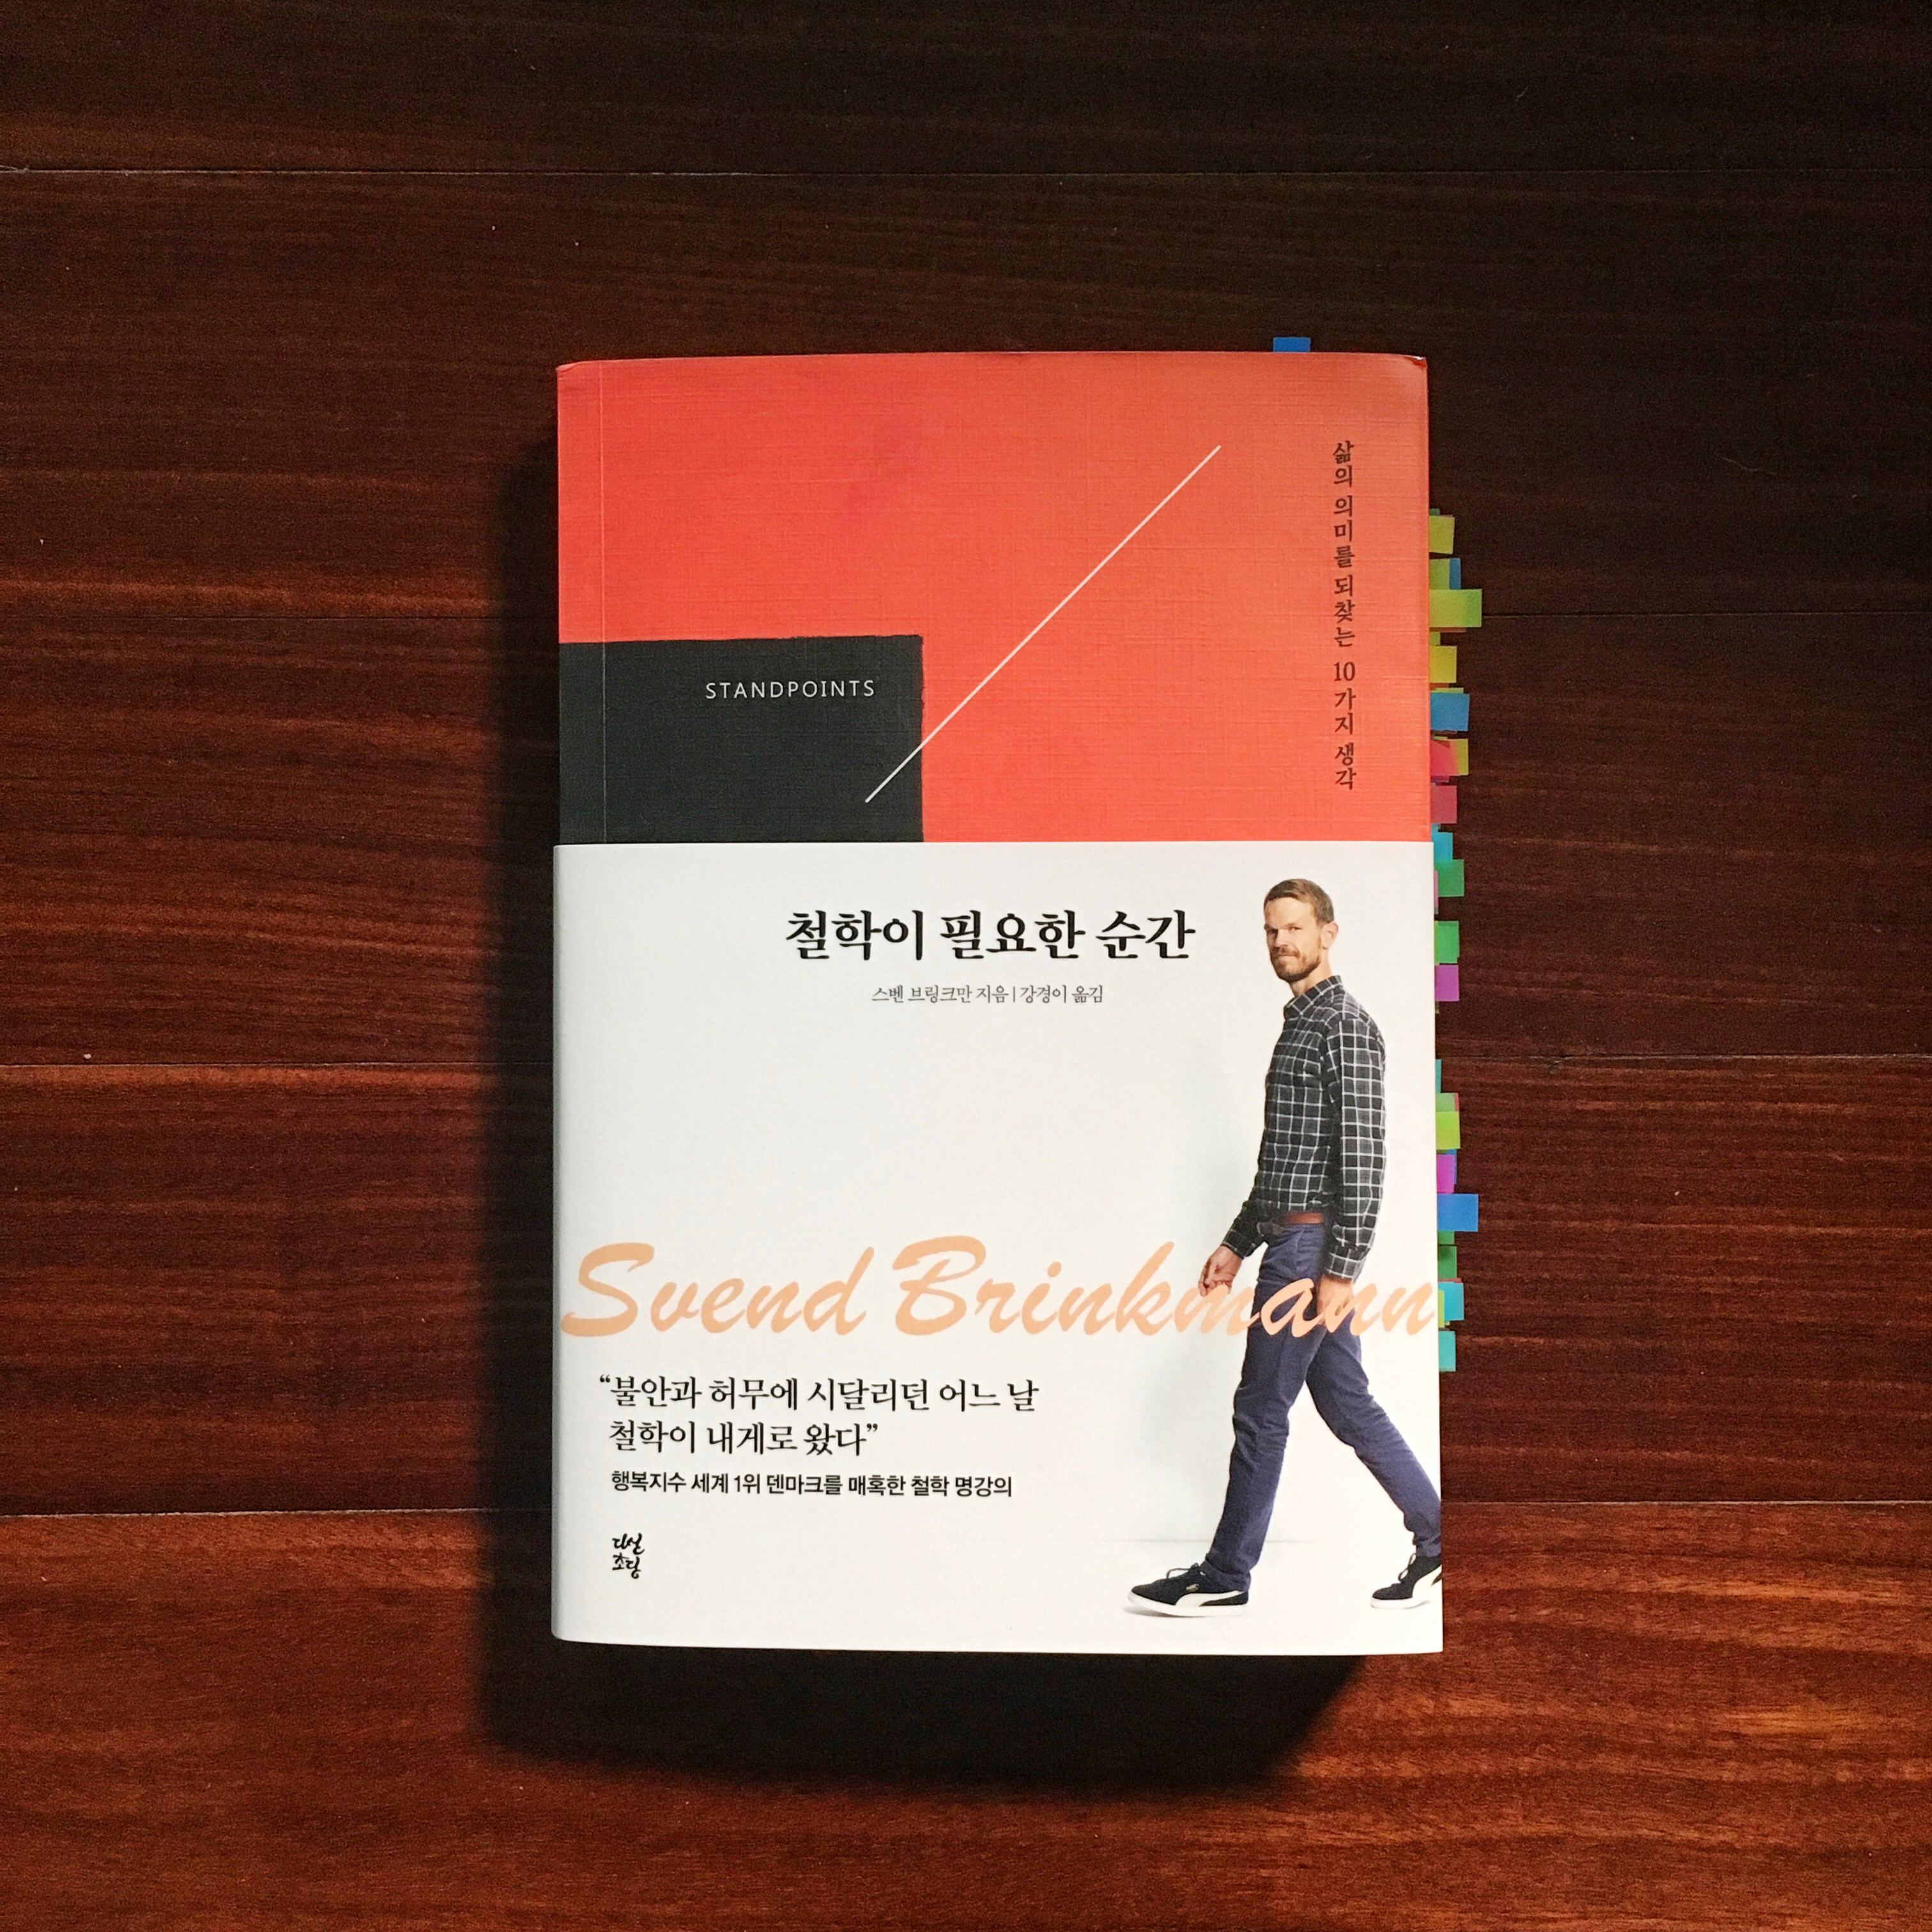 STANDPOINTS
삶의 의미를 되찾는 10가지 생각
철학이 필요한 순간
스벤 브링크만 지음 | 강경이 옮김
Svend Brinkmann
“불안과 허무에 시달리던 어느 날
철학이 내게로 왔다”
행복지수 세계 1위 덴마크를 매혹한 철학 명강의
다산
초당